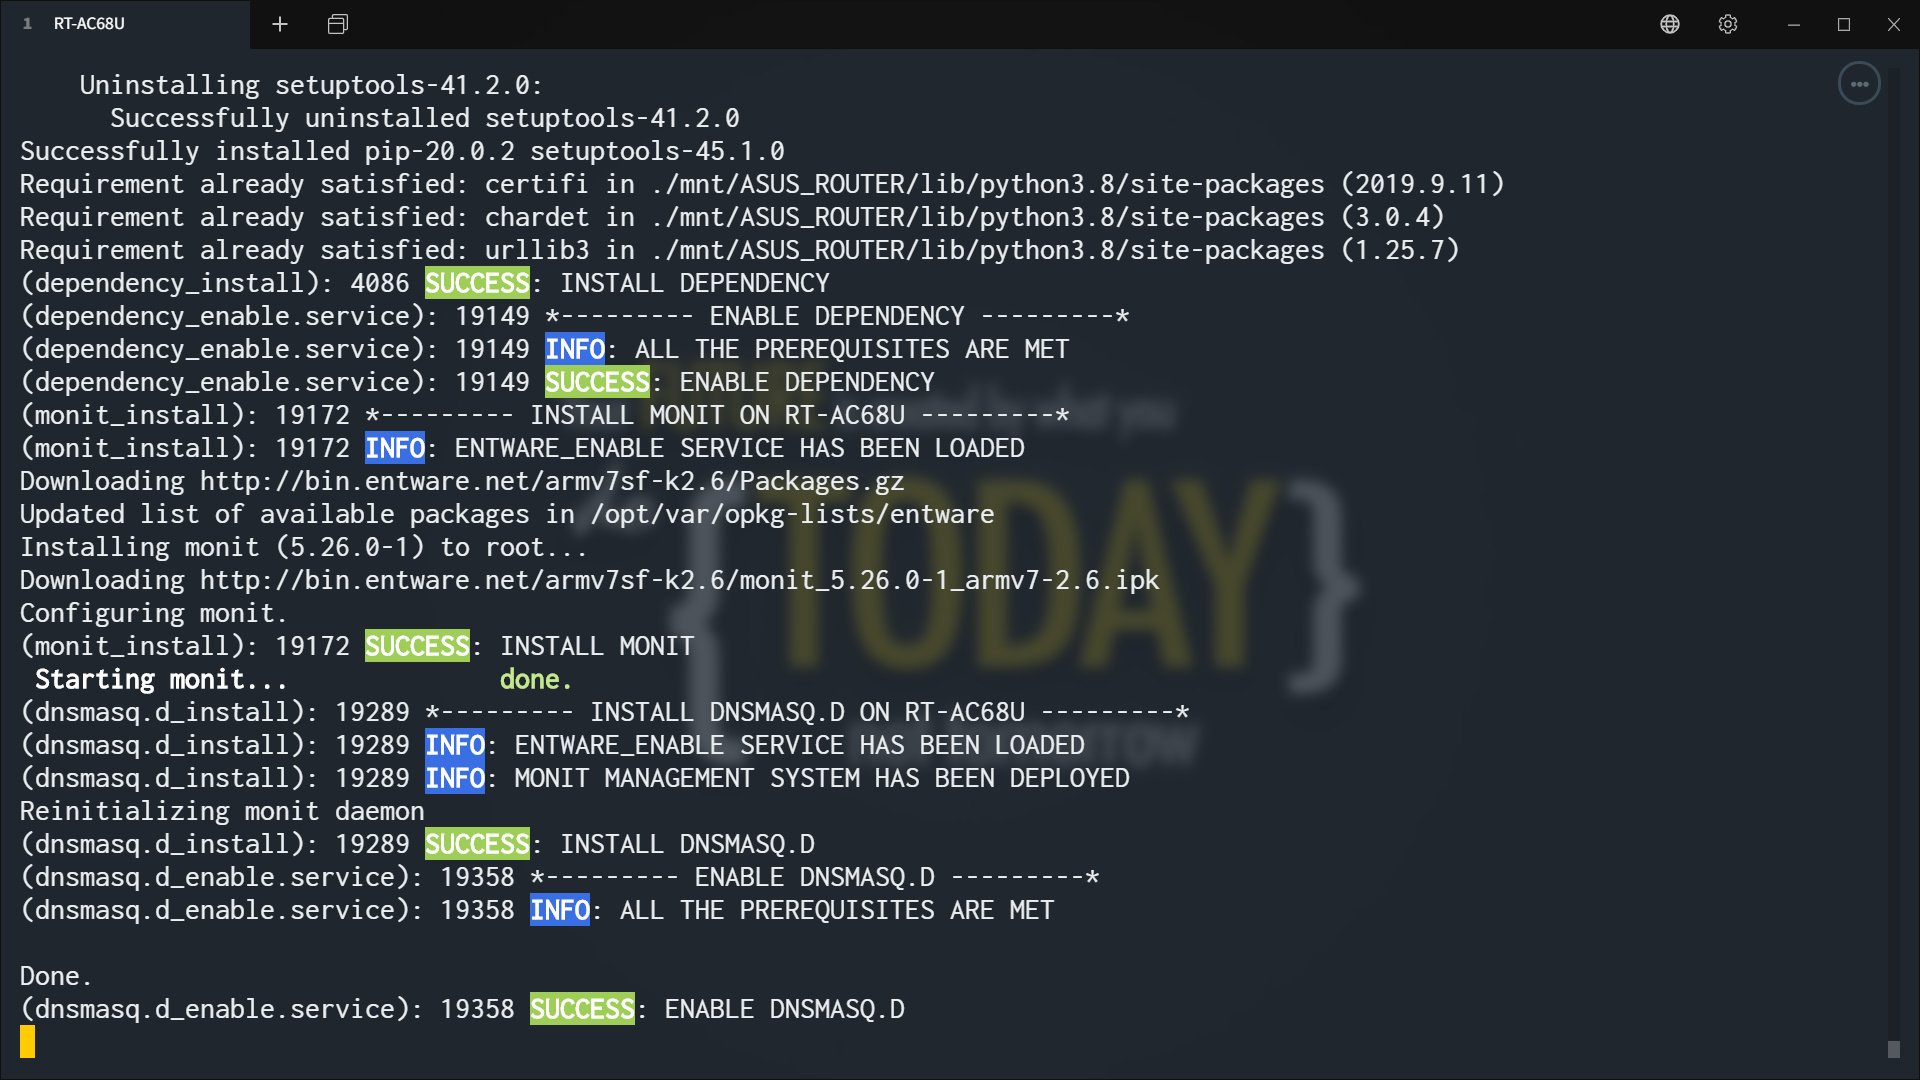 1 RT-AC68U
Uninstalling setuptools-41.2.0:
Successfully uninstalled setuptools-41.2.0
Successfully installed pip-20.0.2 setuptools-45.1.0
Requirement already satisfied: certifi in ./mnt/ASUS_ROUTER/lib/python3.8/site-packages (2019.9.11)
Requirement already satisfied: chardet in ./mnt/ASUS_ROUTER/lib/python3.8/site-packages (3.0.4)
Requirement already satisfied: urllib3 in ./mnt/ASUS_ROUTER/lib/python3.8/site-packages (1.25.7)
(dependency_install): 4086 SUCCESS: INSTALL DEPENDENCY
(dependency_enable.service): 19149 *--------- ENABLE DEPENDENCY ---------*
(dependency_enable.service): 19149 INFO: ALL THE PREREQUISITES ARE MET
(dependency_enable.service): 19149 SUCCESS: ENABLE DEPENDENCY
(monit_install): 19172 *--------- INSTALL MONIT ON RT-AC68U ---------*
(monit_install): 19172 INFO: ENTWARE_ENABLE SERVICE HAS BEEN LOADED
Downloading http://bin.entware.net/armv7sf-k2.6/Packages.gz
Updated list of available packages in /opt/var/opkg-lists/entware
Installing monit (5.26.0-1) to root...
Downloading http://bin.entware.net/armv7sf-k2.6/monit_5.26.0-1_armv7-2.6.ipk
Configuring monit.
(monit_install): 19172 SUCCESS: INSTALL MONIT
Starting monit... done.
(dnsmasq.d_install): 19289 *--------- INSTALL DNSMASQ.D ON RT-AC68U ---------*
(dnsmasq.d_install): 19289 INFO: ENTWARE_ENABLE SERVICE HAS BEEN LOADED
(dnsmasq.d_install): 19289 INFO: MONIT MANAGEMENT SYSTEM HAS BEEN DEPLOYED
Reinitializing monit daemon
(dnsmasq.d_install): 19289 SUCCESS: INSTALL DNSMASQ.D
(dnsmasq.d_enable.service): 19358 *--------- ENABLE DNSMASQ.D ---------*
(dnsmasq.d_enable.service): 19358 INFO: ALL THE PREREQUISITES ARE MET
Done.
(dnsmasq.d_enable.service): 19358 SUCCESS: ENABLE DNSMASQ.D
what you
{TODAY}